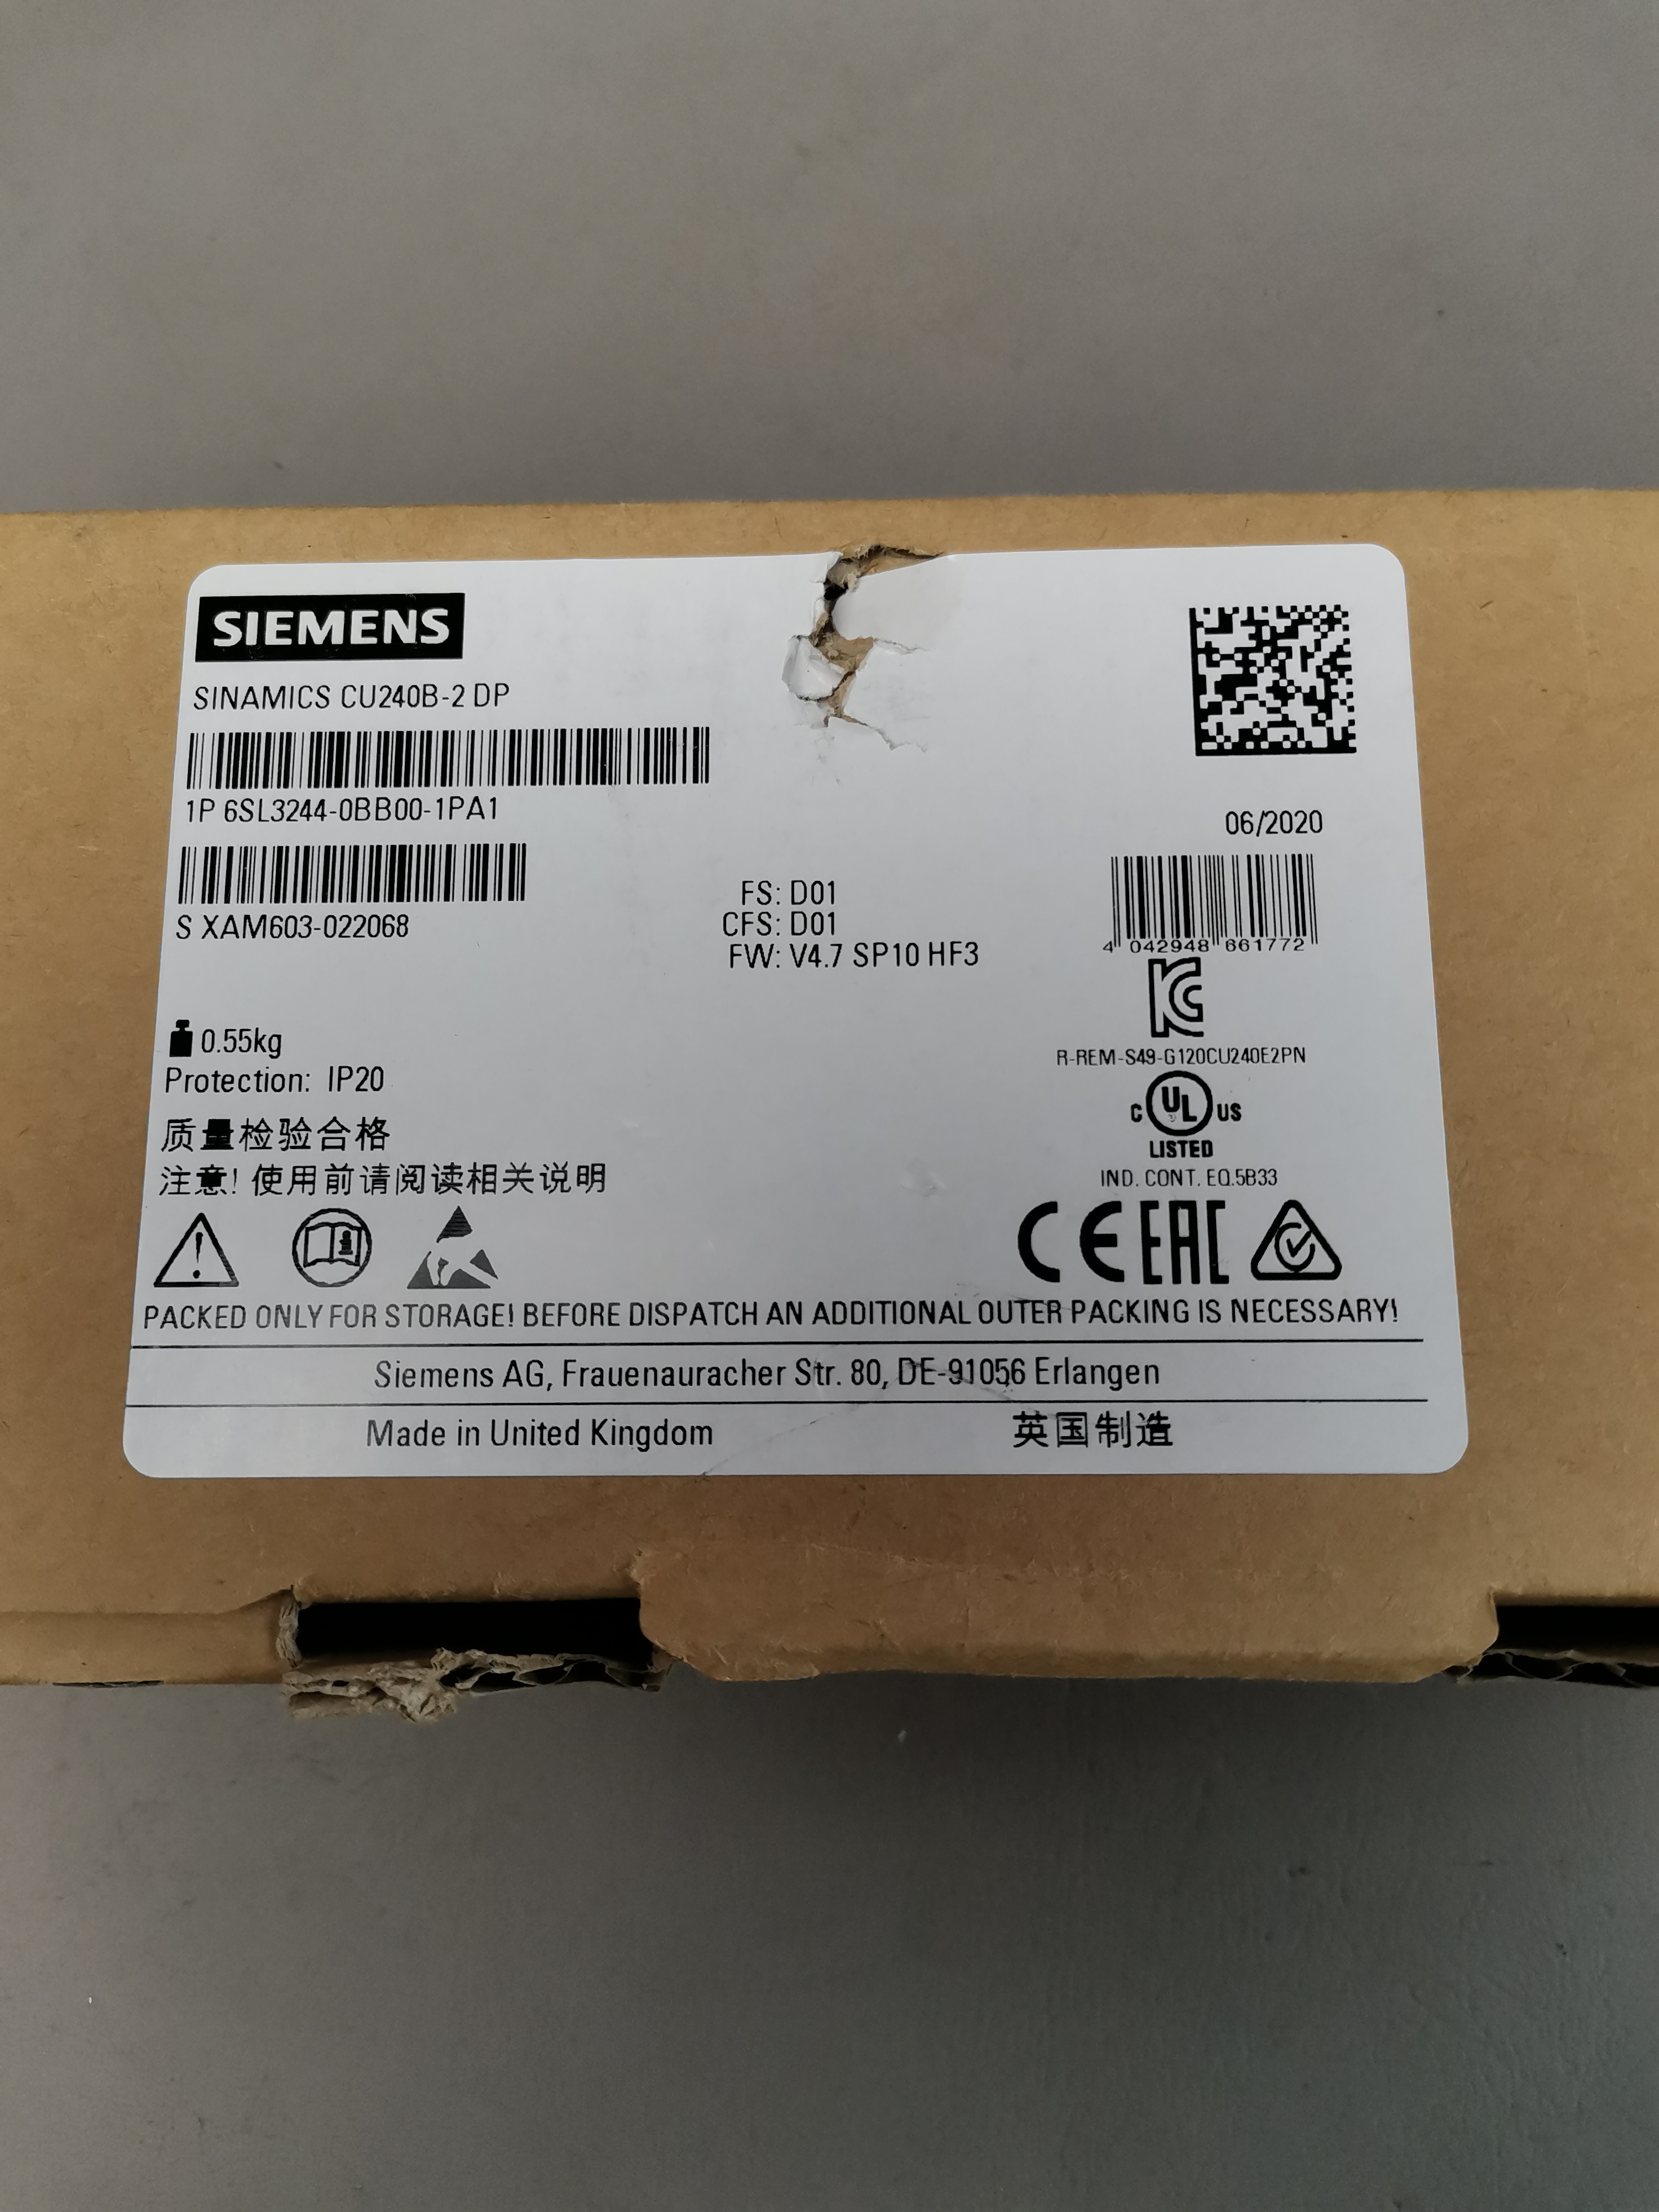 SIEMENS
SINAMICS CU240B-2 DP
1P 6SL3244-0BB00-1PA1
06/2020
S XAM603-022068
FS: D01
CFS: D01
FW: V4.7 SP10 HF3
4 042948 661772
KC
R-REM-S49-G120CU240E2PN
0.55kg
Protection: IP20
C UL US
LISTED
IND. CONT. EQ.5B33
质量检验合格
注意! 使用前请阅读相关说明
CE EAC
PACKED ONLY FOR STORAGE! BEFORE DISPATCH AN ADDITIONAL OUTER PACKING IS NECESSARY!
Siemens AG, Frauenauracher Str. 80, DE-91056 Erlangen
Made in United Kingdom 英国制造